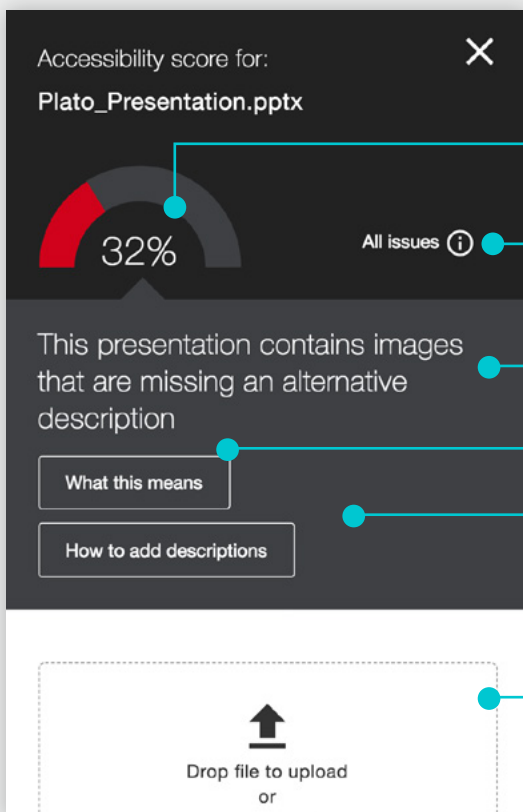 Accessibility score for:
Plato_Presentation.pptx
32%
All issues
This presentation contains images
that are missing an alternative
description
What this means
How to add descriptions
Drop file to upload
or